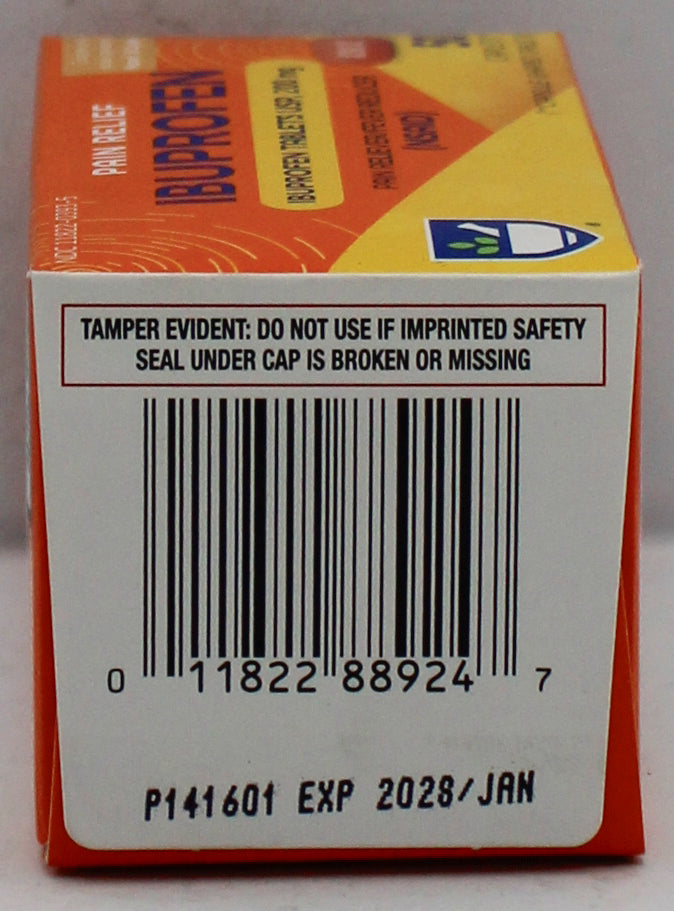 PAIN RELIEF
IBUPROFEN
IBUPROFEN TABLETS USP, 200 mg
PAIN RELIEVER/FEVER REDUCER
(NSAID)
TAMPER EVIDENT: DO NOT USE IF IMPRINTED SAFETY
SEAL UNDER CAP IS BROKEN OR MISSING
0 11822 88924 7
P141601 EXP 2028/JAN